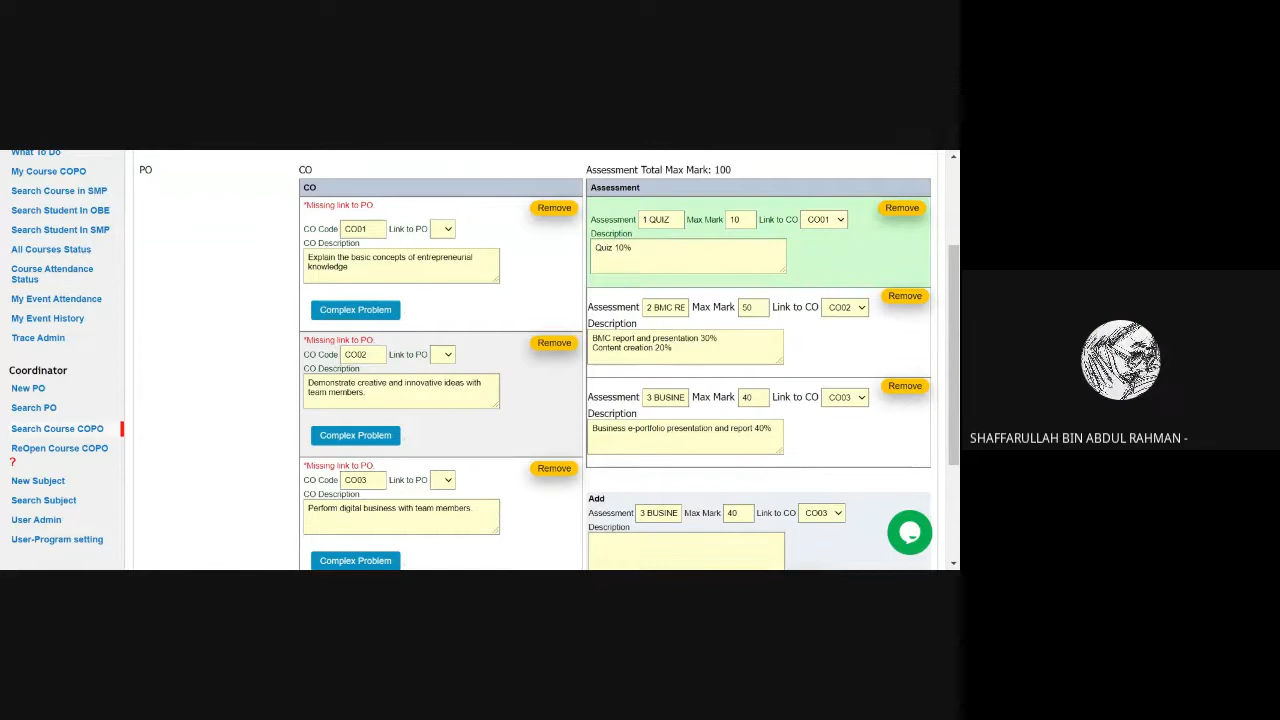 What To Do
My Course COPO
Search Course in SMP
Search Student In OBE
Search Student In SMP
All Courses Status
Course Attendance
Status
My Event Attendance
My Event History
Trace Admin
Coordinator
New PO
Search PO
Search Course COPO
ReOpen Course COPO
?
New Subject
Search Subject
User Admin
User-Program setting
PO
CO
CO
*Missing link to PO.
Remove
CO Code CO01 Link to PO
CO Description
Explain the basic concepts of entrepreneurial
knowledge
Complex Problem
*Missing link to PO.
Remove
CO Code CO02 Link to PO
CO Description
Demonstrate creative and innovative ideas with
team members.
Complex Problem
*Missing link to PO.
Remove
CO Code CO03 Link to PO
CO Description
Perform digital business with team members.
Complex Problem
Assessment Total Max Mark: 100
Assessment
Remove
Assessment 1 QUIZ Max Mark 10 Link to CO CO01
Description
Quiz 10%
Remove
Assessment 2 BMC RE Max Mark 50 Link to CO CO02
Description
BMC report and presentation 30%
Content creation 20%
Remove
Assessment 3 BUSINE Max Mark 40 Link to CO CO03
Description
Business e-portfolio presentation and report 40%
Add
Assessment 3 BUSINE Max Mark 40 Link to CO CO03
Description
SHAFFARULLAH BIN ABDUL RAHMAN -